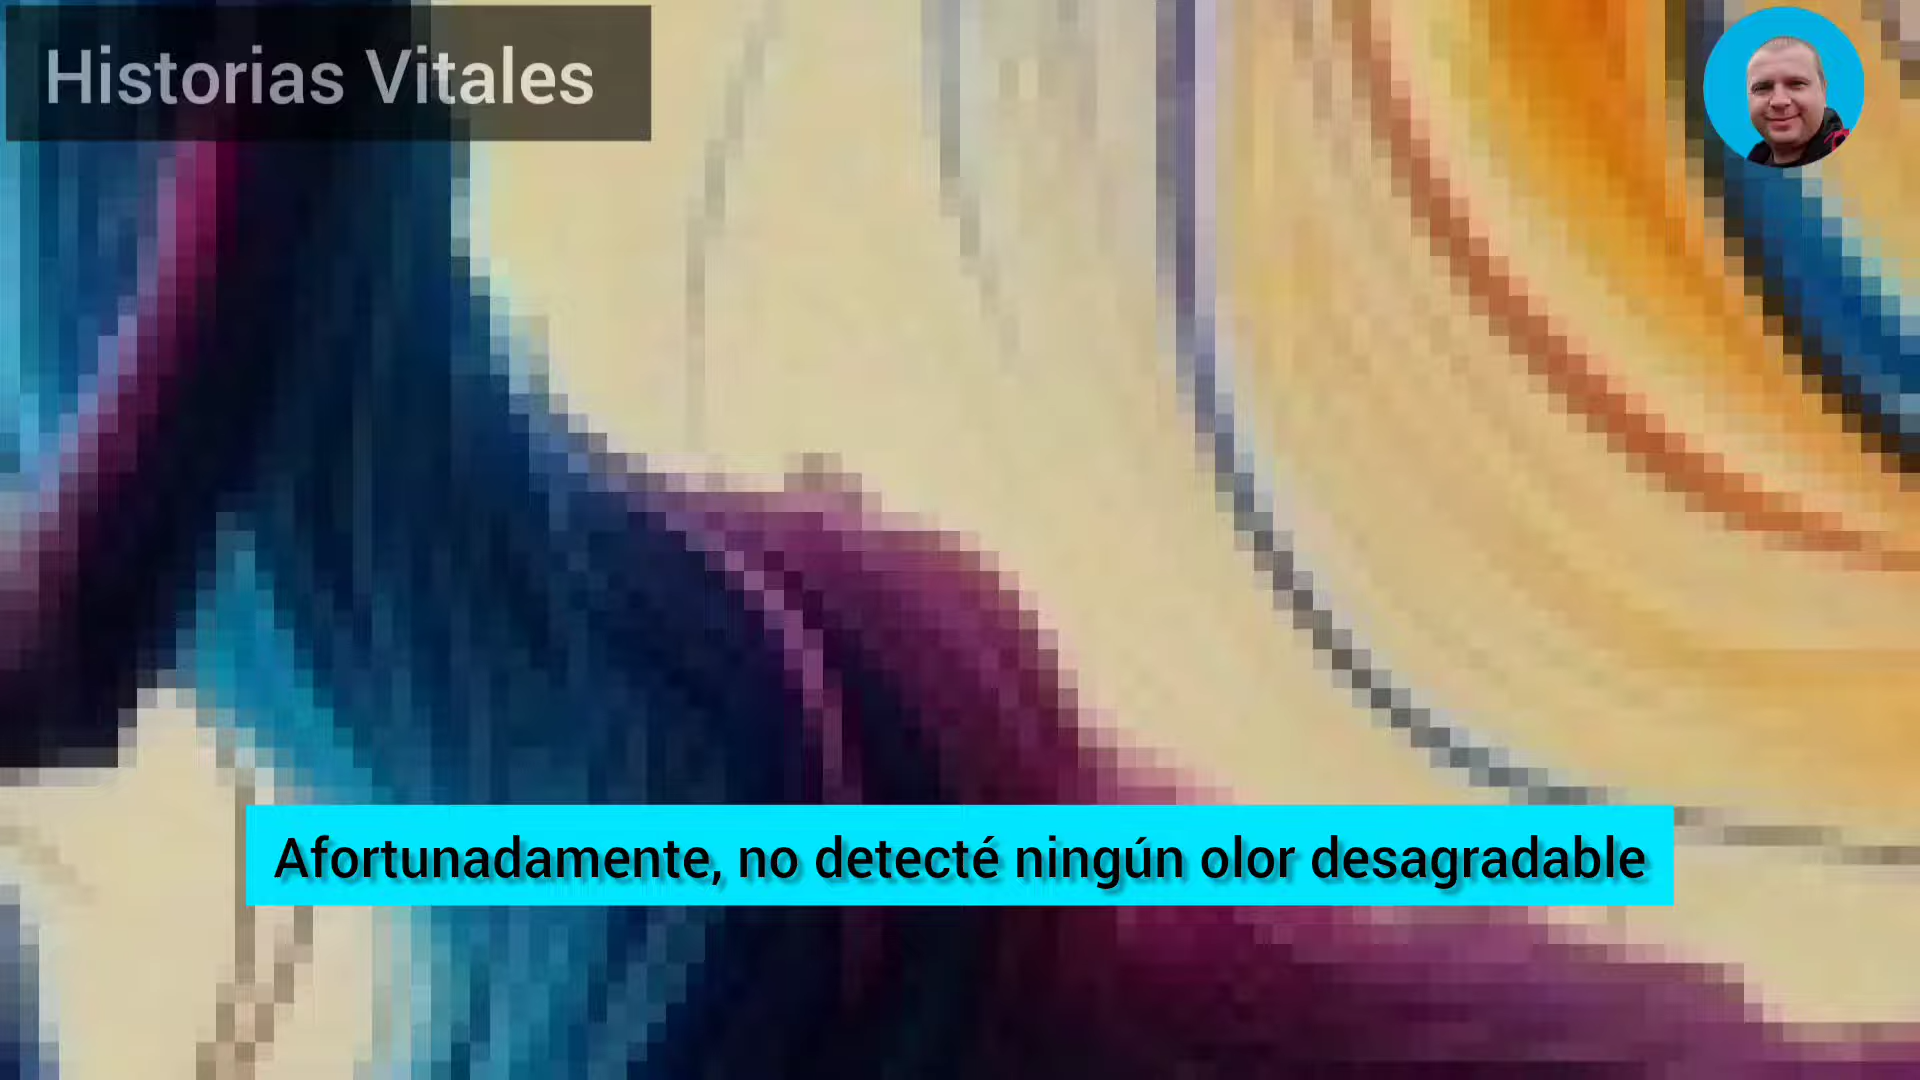 Historias Vitales
Afortunadamente, no detecté ningún olor desagradable